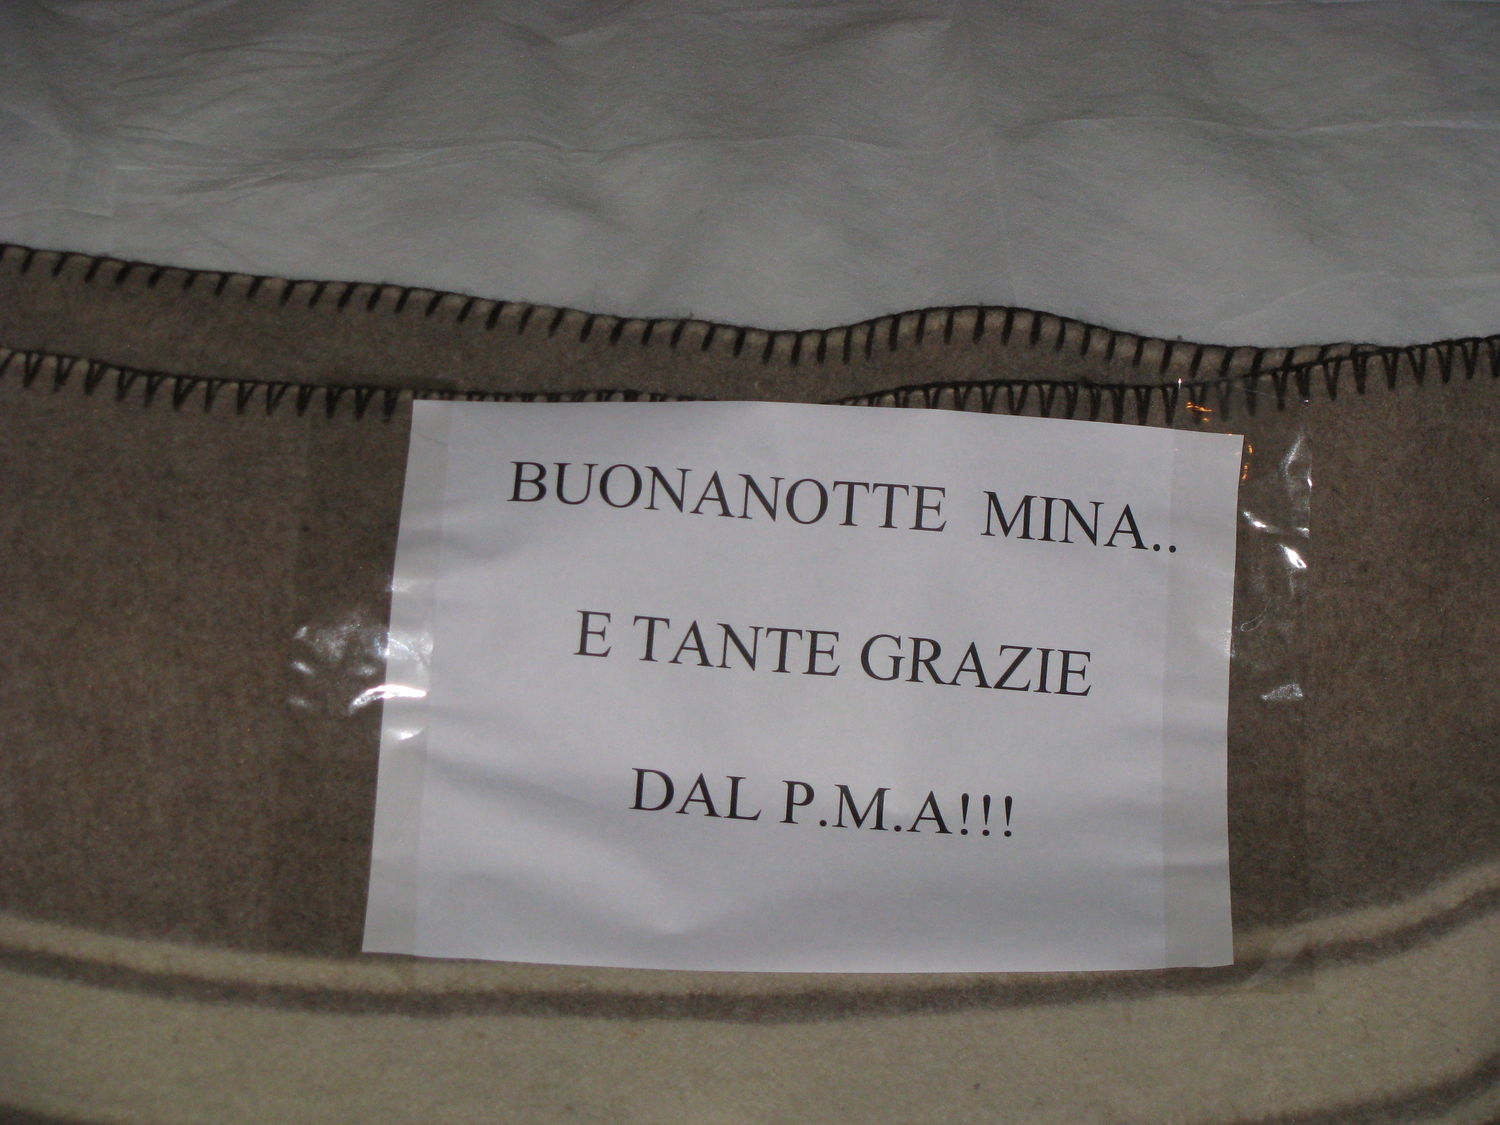 BUONANOTTE MINA..
E TANTE GRAZIE
DAL P.M.A!!!